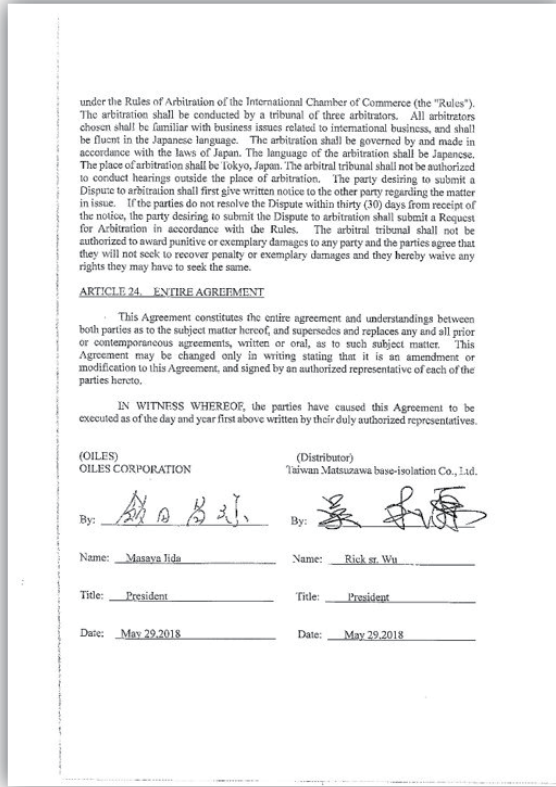 under the Rules of Arbitration of the International Chamber of Commerce (the "Rules").
The arbitration shall be conducted by a tribunal of three arbitrators. All arbitrators
chosen shall be familiar with business issues related to international business, and shall
be fluent in the Japanese language. The arbitration shall be governed by and made in
accordance with the laws of Japan. The language of the arbitration shall be Japanese.
The place of arbitration shall be Tokyo, Japan. The arbitral tribunal shall not be authorized
to conduct hearings outside the place of arbitration. The party desiring to submit a
Dispute to arbitration shall first give written notice to the other party regarding the matter
in issue. If the parties do not resolve the Dispute within thirty (30) days from receipt of
the notice, the party desiring to submit the Dispute to arbitration shall submit a Request
for Arbitration in accordance with the Rules. The arbitral tribunal shall not be
authorized to award punitive or exemplary damages to any party and the parties agree that
they will not seek to recover penalty or exemplary damages and they hereby waive any
rights they may have to seek the same.
ARTICLE 24. ENTIRE AGREEMENT
This Agreement constitutes the entire agreement and understandings between
both parties as to the subject matter hereof, and supersedes and replaces any and all prior
or contemporaneous agreements, written or oral, as to such subject matter. This
Agreement may be changed only in writing stating that it is an amendment or
modification to this Agreement, and signed by an authorized representative of each of the
parties hereto.
IN WITNESS WHEREOF, the parties have caused this Agreement to be
executed as of the day and year first above written by their duly authorized representatives.
(OILES) (Distributor)
OILES CORPORATION Taiwan Matsuzawa base-isolation Co., Ltd.
By: By:
Name: Masaya Iida Name: Rick sr. Wu
Title: President Title: President
Date: May 29,2018 Date: May 29,2018